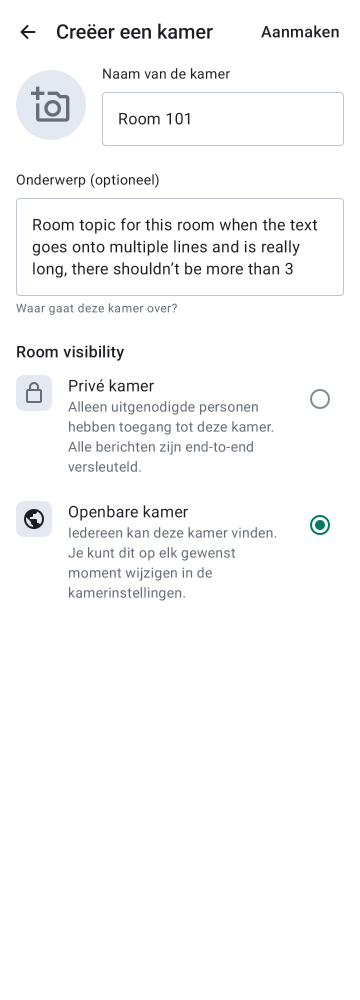 Creëer een kamer
Aanmaken
Naam van de kamer
Room 101
Onderwerp (optioneel)
Room topic for this room when the text
goes onto multiple lines and is really
long, there shouldn’t be more than 3
Waar gaat deze kamer over?
Room visibility
Privé kamer
Alleen uitgenodigde personen
hebben toegang tot deze kamer.
Alle berichten zijn end-to-end
versleuteld.
Openbare kamer
Iedereen kan deze kamer vinden.
Je kunt dit op elk gewenst
moment wijzigen in de
kamerinstellingen.